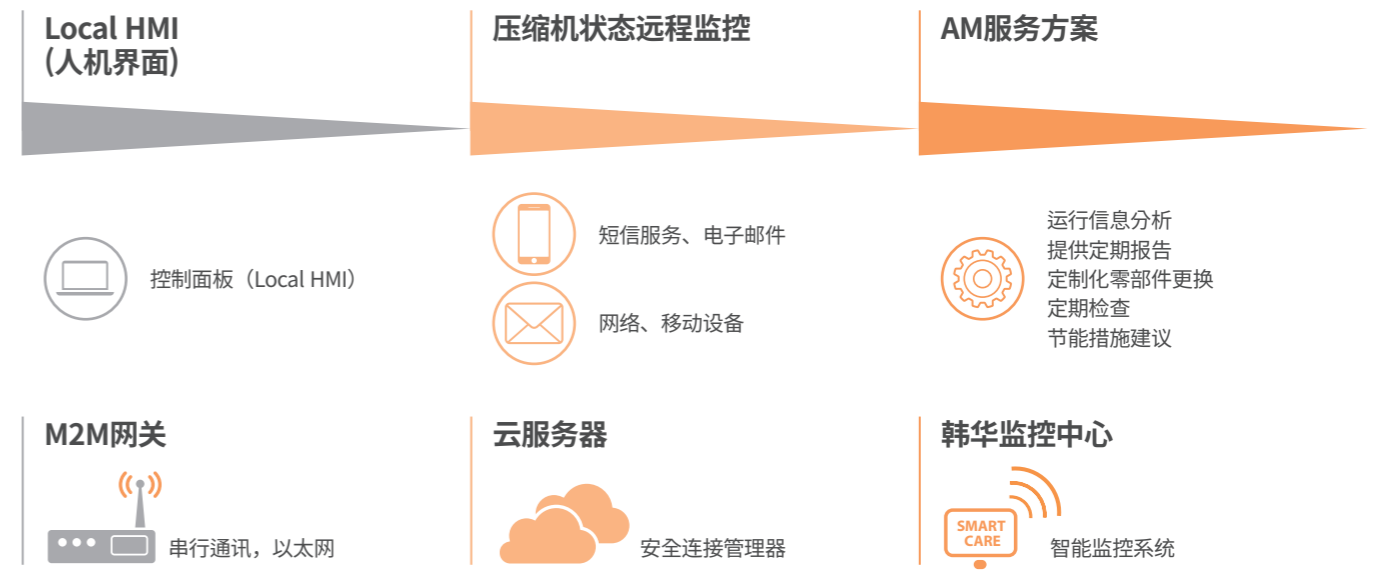 Local HMI
(人机界面)
控制面板（Local HMI）
压缩机状态远程监控
短信服务、电子邮件
网络、移动设备
AM服务方案
运行信息分析
提供定期报告
定制化零部件更换
定期检查
节能措施建议
M2M网关
串行通讯，以太网
云服务器
安全连接管理器
韩华监控中心
SMART
CARE
智能监控系统